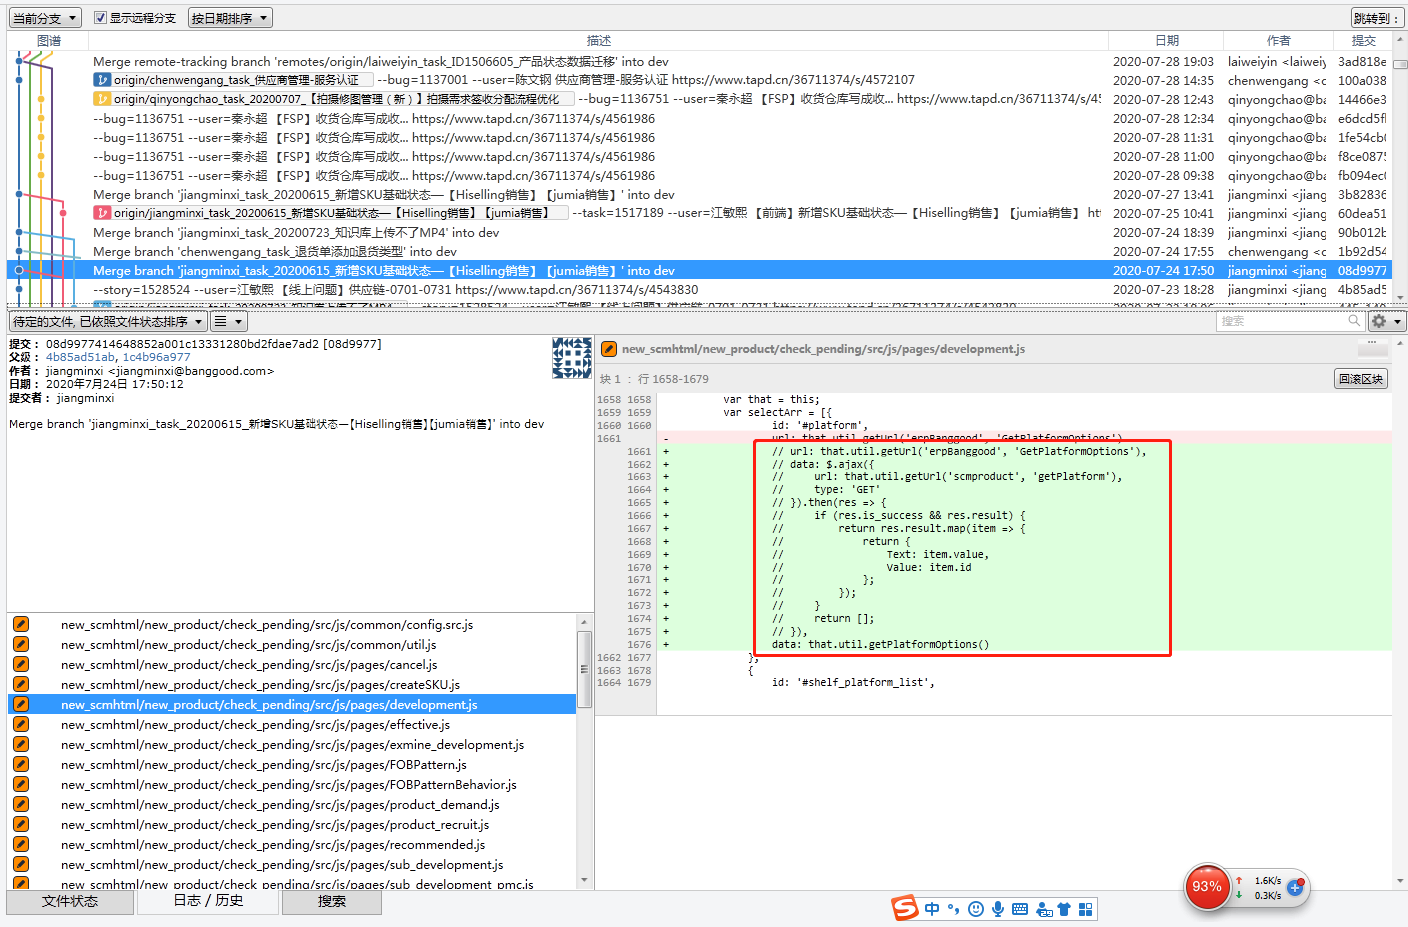 当前分支
显示远程分支
按日期排序
跳转到：
图谱 描述 日期 作者 提交
Merge remote-tracking branch 'remotes/origin/laiweiyin_task_ID1506605_产品状态数据迁移' into dev 2020-07-28 19:03 laiweiyin <laiweiy 3ad818e
origin/chenwengang_task_供应商管理-服务认证 --bug=1137001 --user=陈文钢 供应商管理-服务认证 https://www.tapd.cn/36711374/s/4572107 2020-07-28 14:35 chenwengang <c 100a038
origin/qinyongchao_task_20200707_【拍摄修图管理（新）】拍摄需求签收分配流程优化 --bug=1136751 --user=秦永超 【FSP】收货仓库写成收... https://www.tapd.cn/36711374/s/45 2020-07-28 12:43 qinyongchao@ba 14466e3
--bug=1136751 --user=秦永超 【FSP】收货仓库写成收... https://www.tapd.cn/36711374/s/4561986 2020-07-28 12:34 qinyongchao@ba e6dcd5fl
--bug=1136751 --user=秦永超 【FSP】收货仓库写成收... https://www.tapd.cn/36711374/s/4561986 2020-07-28 11:31 qinyongchao@ba 1fe54cb0
--bug=1136751 --user=秦永超 【FSP】收货仓库写成收... https://www.tapd.cn/36711374/s/4561986 2020-07-28 11:00 qinyongchao@ba f8ce0875
--bug=1136751 --user=秦永超 【FSP】收货仓库写成收... https://www.tapd.cn/36711374/s/4561986 2020-07-28 09:38 qinyongchao@ba fb094ec
Merge branch 'jiangminxi_task_20200615_新增SKU基础状态—【Hiselling销售】【jumia销售】' into dev 2020-07-27 13:41 jiangminxi <jiang 3b82836
origin/jiangminxi_task_20200615_新增SKU基础状态—【Hiselling销售】【jumia销售】 --task=1517189 --user=江敏熙 【前端】新增SKU基础状态—【Hiselling销售】【jumia销售】 htt 2020-07-25 10:41 jiangminxi <jiang 60dea51
Merge branch 'jiangminxi_task_20200723_知识库上传不了MP4' into dev 2020-07-24 18:39 jiangminxi <jiang 90b012b
Merge branch 'chenwengang_task_退货单添加退货类型' into dev 2020-07-24 17:55 chenwengang <c 1b92d54
Merge branch 'jiangminxi_task_20200615_新增SKU基础状态—【Hiselling销售】【jumia销售】' into dev 2020-07-24 17:50 jiangminxi <jiang 08d9977
--story=1528524 --user=江敏熙 【线上问题】供应链-0701-0731 https://www.tapd.cn/36711374/s/4543830 2020-07-23 18:28 jiangminxi <jiang 4b85ad5
待定的文件, 已依照文件状态排序
搜索
提交： 08d9977414648852a001c13331280bd2fdae7ad2 [08d9977]
父级： 4b85ad51ab, 1c4b96a977
作者： jiangminxi <jiangminxi@banggood.com>
日期： 2020年7月24日 17:50:12
提交者： jiangminxi
Merge branch 'jiangminxi_task_20200615_新增SKU基础状态—【Hiselling销售】【jumia销售】' into dev
new_scmhtml/new_product/check_pending/src/js/common/config.src.js
new_scmhtml/new_product/check_pending/src/js/common/util.js
new_scmhtml/new_product/check_pending/src/js/pages/cancel.js
new_scmhtml/new_product/check_pending/src/js/pages/createSKU.js
new_scmhtml/new_product/check_pending/src/js/pages/development.js
new_scmhtml/new_product/check_pending/src/js/pages/effective.js
new_scmhtml/new_product/check_pending/src/js/pages/exmine_development.js
new_scmhtml/new_product/check_pending/src/js/pages/FOBPattern.js
new_scmhtml/new_product/check_pending/src/js/pages/FOBPatternBehavior.js
new_scmhtml/new_product/check_pending/src/js/pages/product_demand.js
new_scmhtml/new_product/check_pending/src/js/pages/product_recruit.js
new_scmhtml/new_product/check_pending/src/js/pages/recommended.js
new_scmhtml/new_product/check_pending/src/js/pages/sub_development.js
new_scmhtml/new_product/check_pending/src/js/pages/sub_development_pmc.js
new_scmhtml/new_product/check_pending/src/js/pages/development.js
块 1 ： 行 1658-1679
回滚区块
1658 1658 var that = this;
1659 1659 var selectArr = [{
1660 1660 id: '#platform',
1661 - url: that.util.getUrl('erpBanggood', 'GetPlatformOptions')
1661 + // url: that.util.getUrl('erpBanggood', 'GetPlatformOptions'),
1662 + // data: $.ajax({
1663 + // url: that.util.getUrl('scmproduct', 'getPlatform'),
1664 + // type: 'GET'
1665 + // }).then(res => {
1666 + // if (res.is_success && res.result) {
1667 + // return res.result.map(item => {
1668 + // return {
1669 + // Text: item.value,
1670 + // Value: item.id
1671 + // };
1672 + // });
1673 + // }
1674 + // return [];
1675 + // }),
1676 + data: that.util.getPlatformOptions()
1662 1677 },
1663 1678 {
1664 1679 id: '#shelf_platform_list',
文件状态
日志 / 历史
搜索
中
93%
1.6K/s
0.3K/s